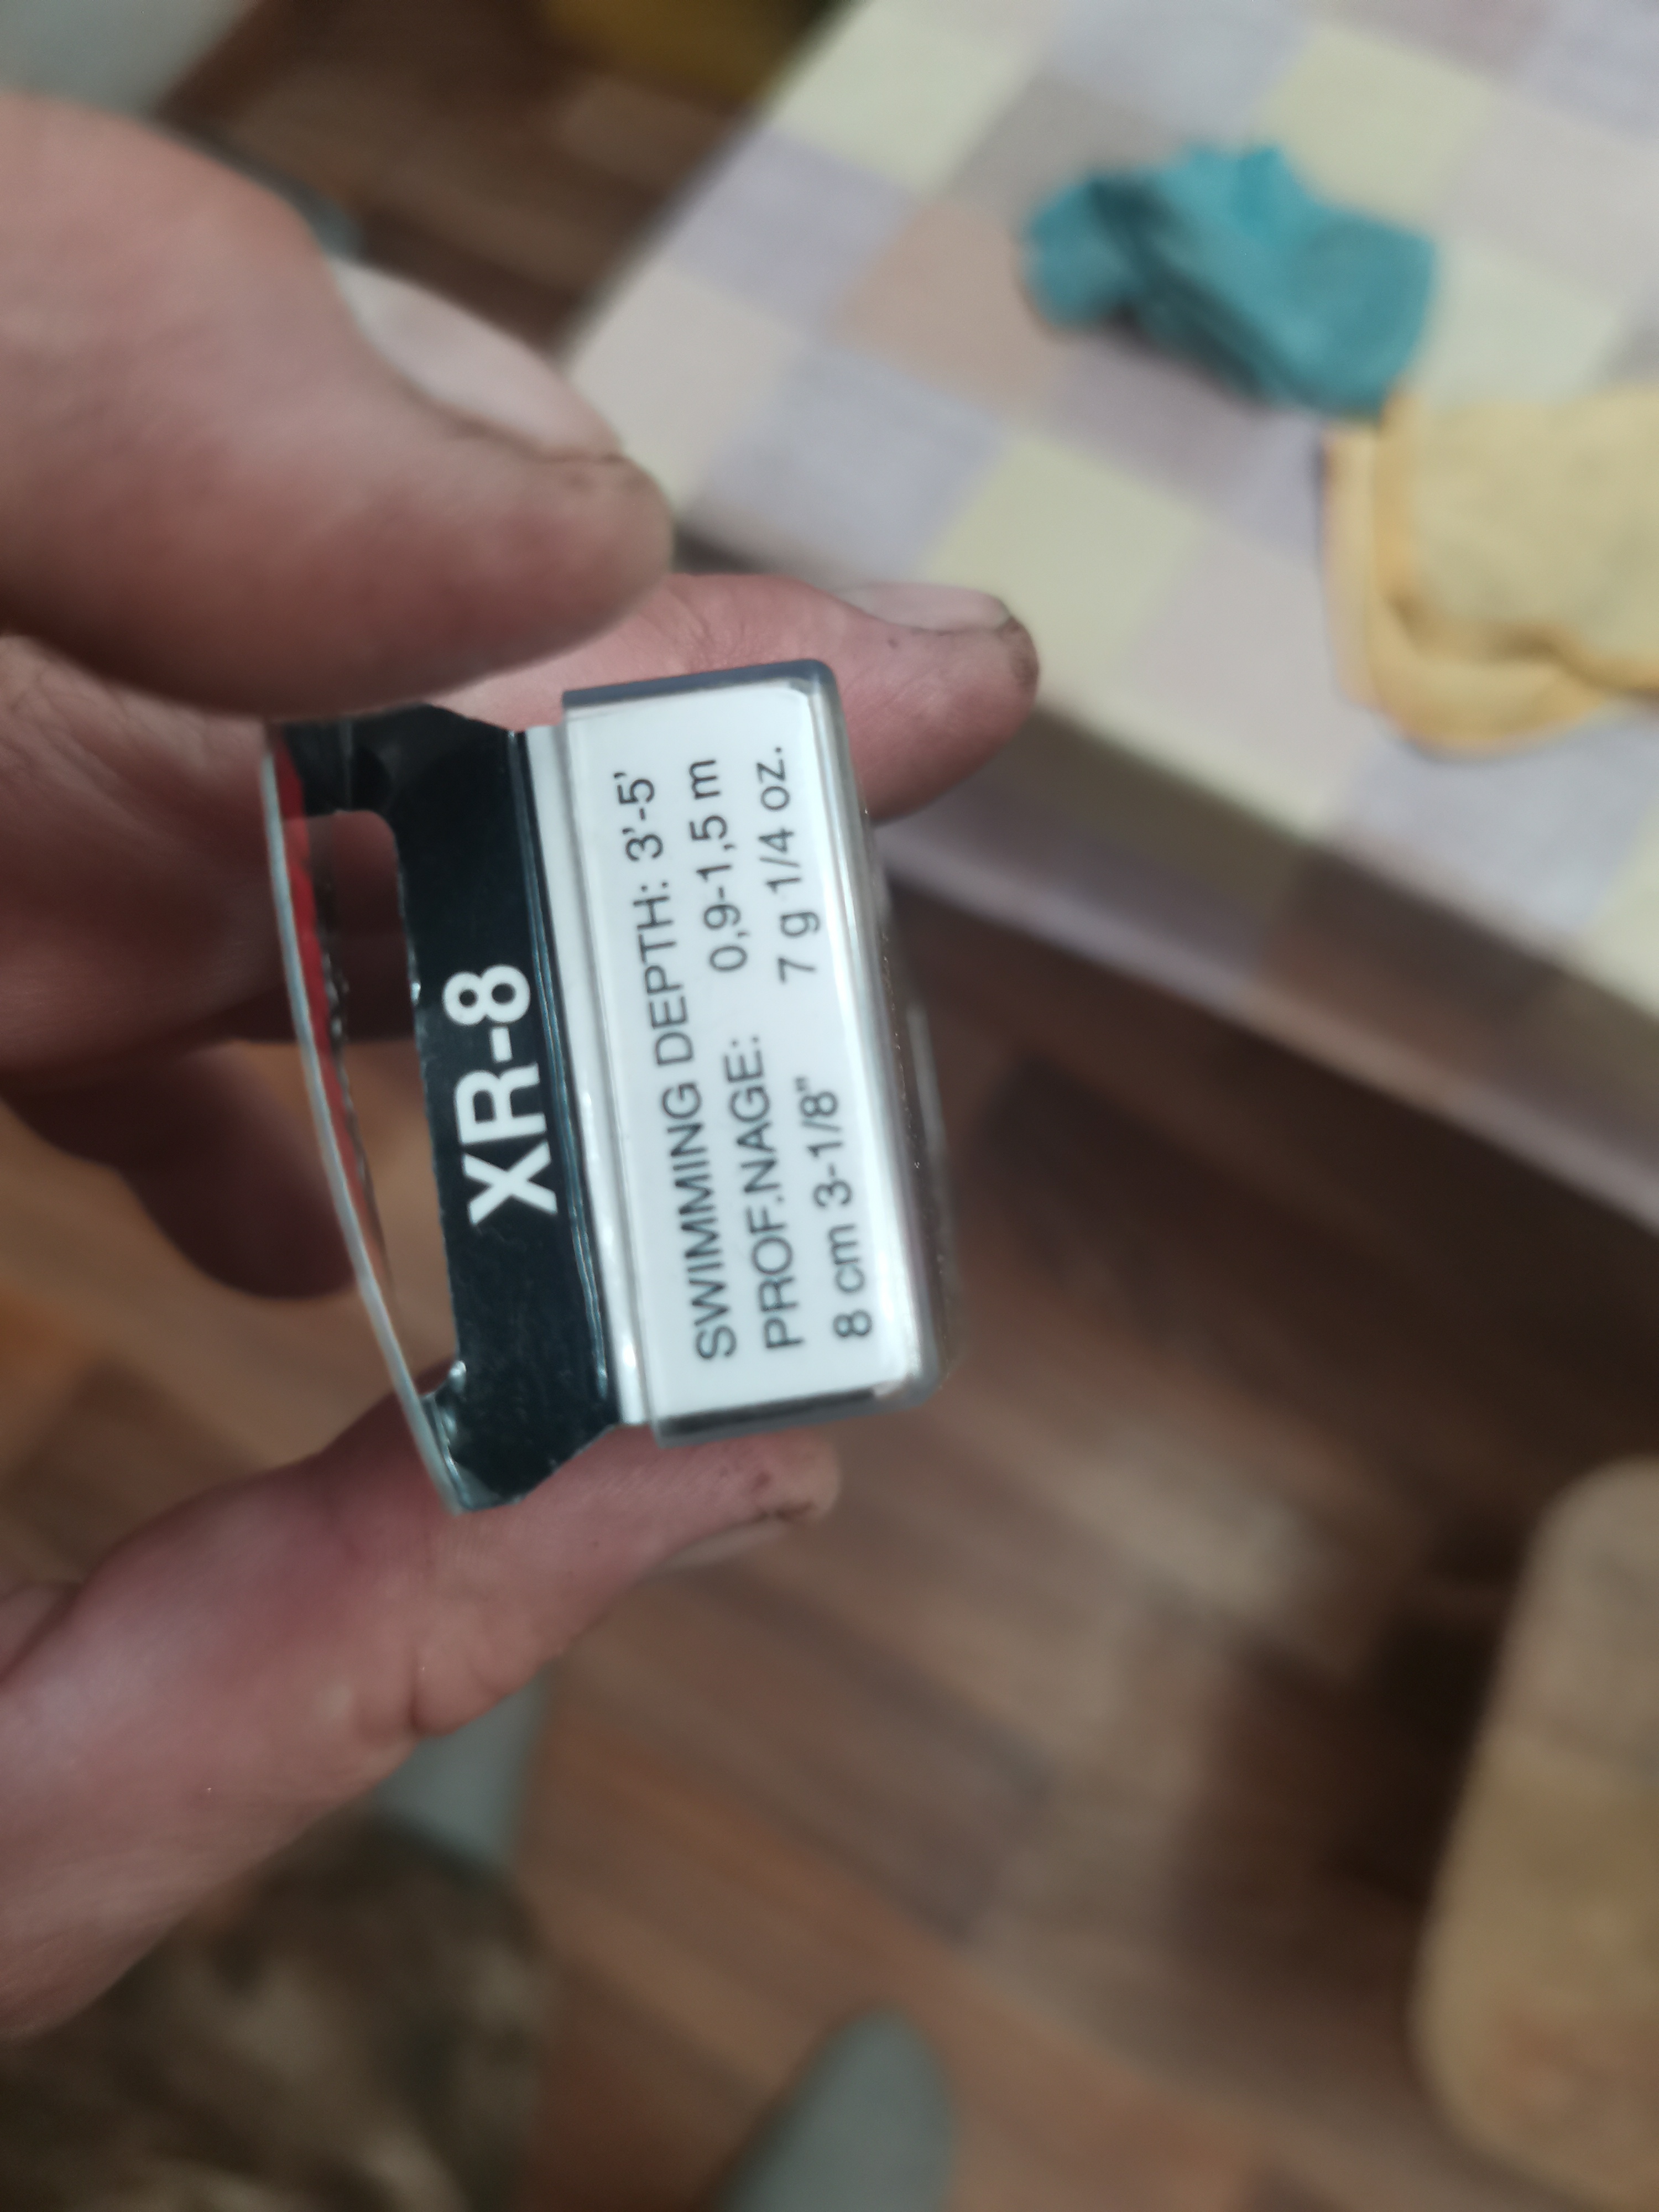 XR-8
SWIMMING DEPTH: 3'-5'
PROF.NAGE: 0,9-1,5 m
8 cm 3-1/8" 7 g 1/4 oz.